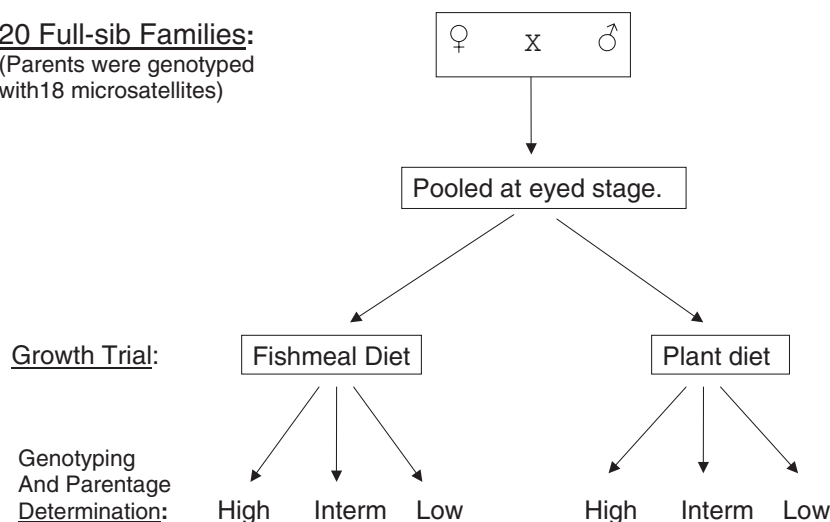 20 Full-sib Families:
(Parents were genotyped
with18 microsatellites)
♀ X ♂
Pooled at eyed stage.
Growth Trial:
Fishmeal Diet
Plant diet
Genotyping
And Parentage
Determination:
High Interm Low
High Interm Low